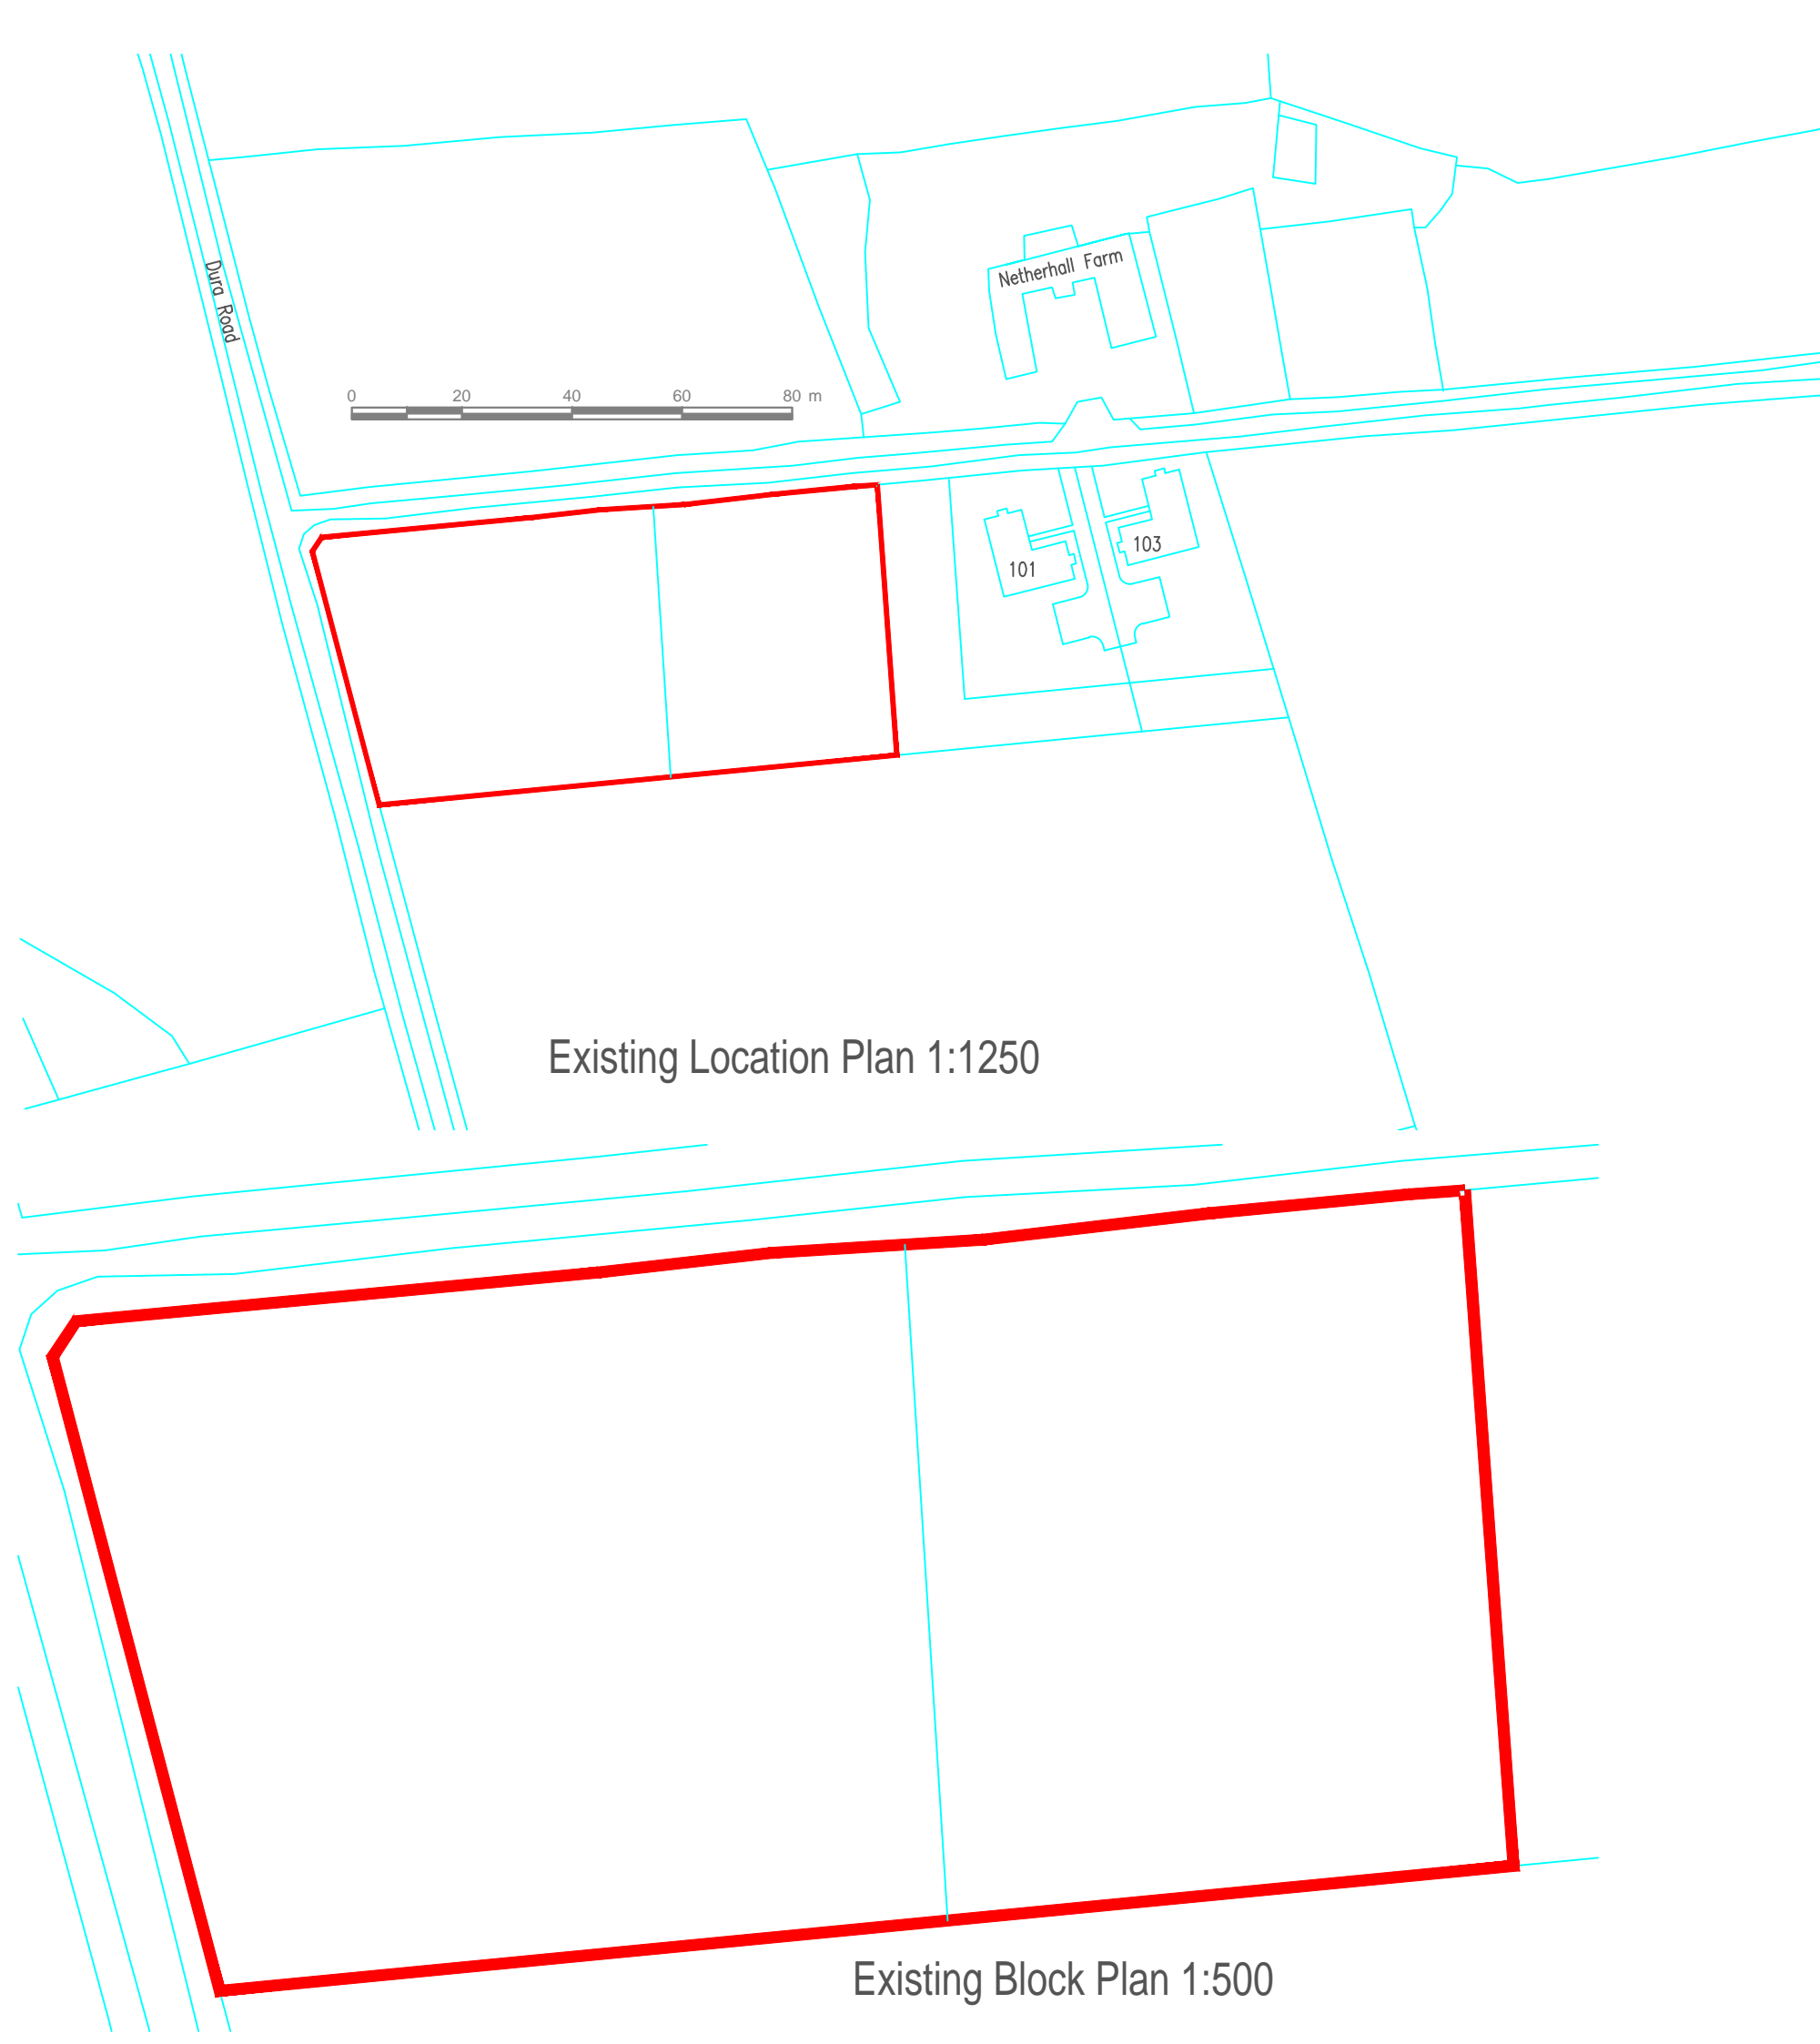 Netherhall Farm
Dura Road
0 20 40 60 80 m
103
101
Existing Location Plan 1:1250
Existing Block Plan 1:500